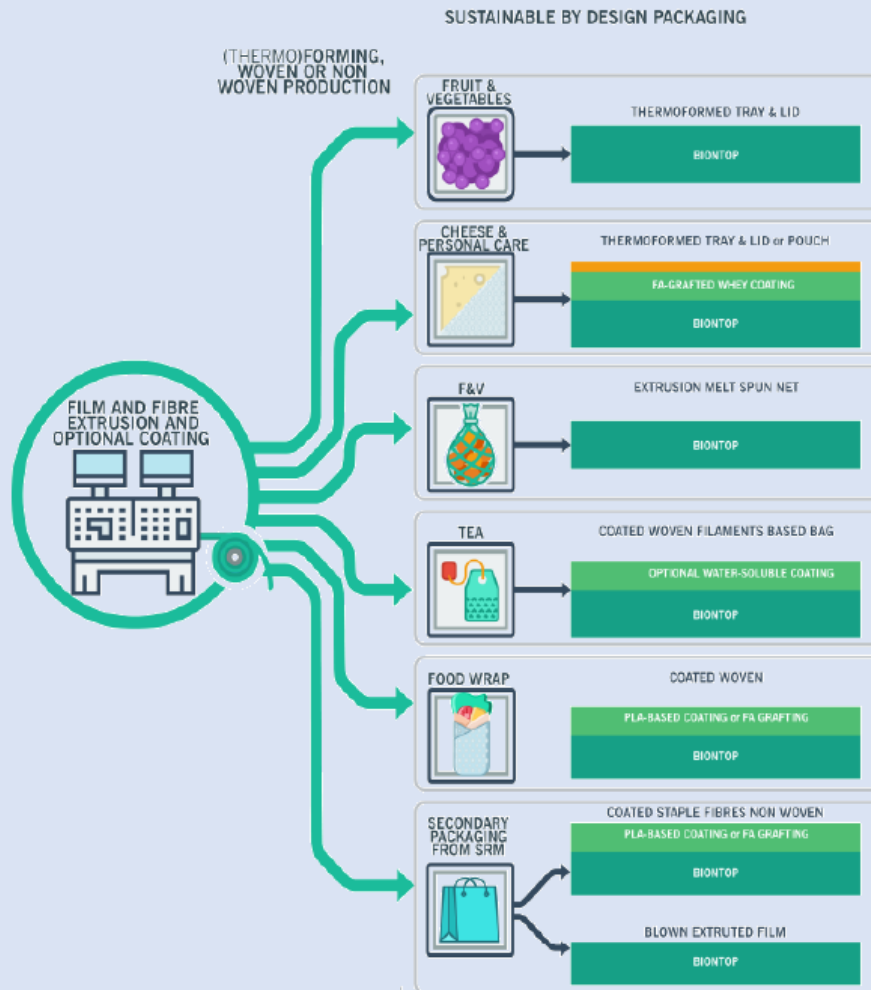 SUSTAINABLE BY DESIGN PACKAGING
(THERMO)FORMING,
WOVEN OR NON
WOVEN PRODUCTION
FILM AND FIBRE
EXTRUSION AND
OPTIONAL COATING
FRUIT &
VEGETABLES
THERMOFORMED TRAY & LID
BIONTOP
CHEESE &
PERSONAL CARE
THERMOFORMED TRAY & LID or POUCH
FA-GRAFTED WHEY COATING
BIONTOP
F&V
EXTRUSION MELT SPUN NET
BIONTOP
TEA
COATED WOVEN FILAMENTS BASED BAG
OPTIONAL WATER-SOLUBLE COATING
BIONTOP
FOOD WRAP
COATED WOVEN
PLA-BASED COATING or FA GRAFTING
BIONTOP
SECONDARY
PACKAGING
FROM SRM
COATED STAPLE FIBRES NON WOVEN
PLA-BASED COATING or FA GRAFTING
BIONTOP
BLOWN EXTRUTED FILM
BIONTOP